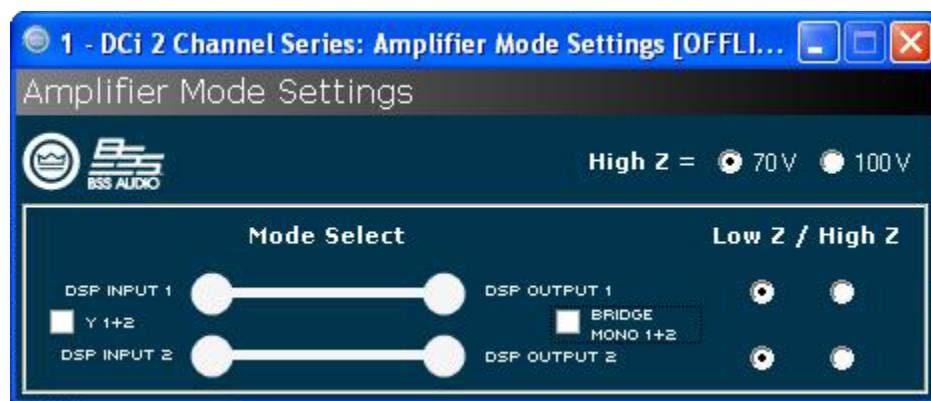 1 - DCi 2 Channel Series: Amplifier Mode Settings [OFFLI...
Amplifier Mode Settings
BSS AUDIO
High Z = 70V 100V
Mode Select
Low Z / High Z
DSP INPUT 1
DSP OUTPUT 1
Y 1+2
BRIDGE
MONO 1+2
DSP INPUT 2
DSP OUTPUT 2